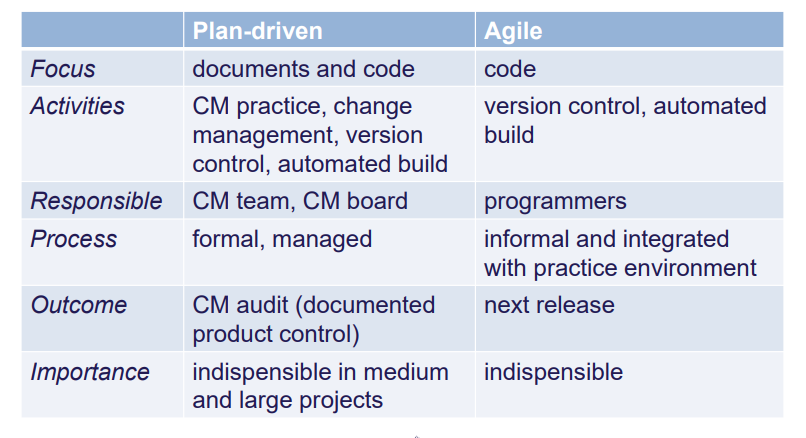 Plan-driven Agile
Focus documents and code code
Activities CM practice, change version control, automated
management, version build
control, automated build
Responsible CM team, CM board programmers
Process formal, managed informal and integrated
with practice environment
Outcome CM audit (documented next release
product control)
Importance indispensible in medium indispensible
and large projects